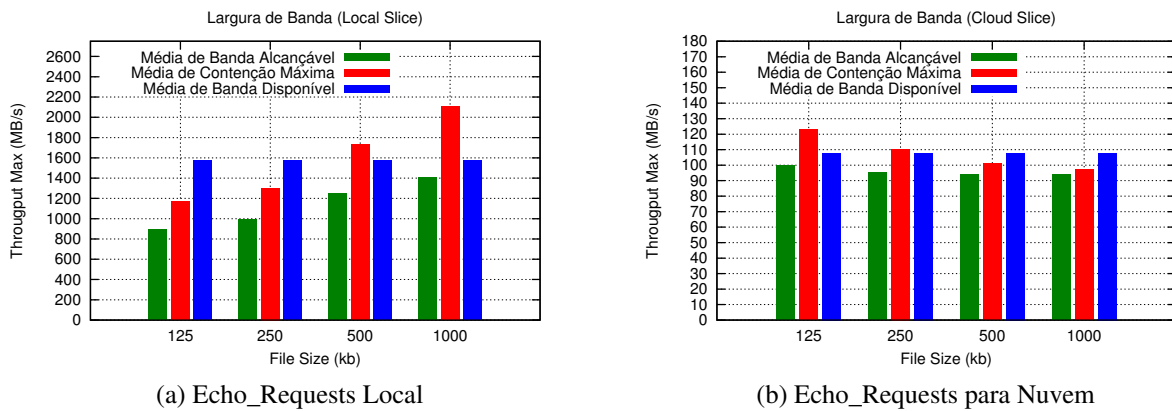 Largura de Banda (Local Slice)
Througput Max (MB/s)
2600
2400
2200
2000
1800
1600
1400
1200
1000
800
600
400
200
0
Média de Banda Alcançável
Média de Contenção Máxima
Média de Banda Disponível
125 250 500 1000
File Size (kb)
(a) Echo_Requests Local
Largura de Banda (Cloud Slice)
Througput Max (MB/s)
180
170
160
150
140
130
120
110
100
90
80
70
60
50
40
30
20
10
0
Média de Banda Alcançável
Média de Contenção Máxima
Média de Banda Disponível
125 250 500 1000
File Size (kb)
(b) Echo_Requests para Nuvem